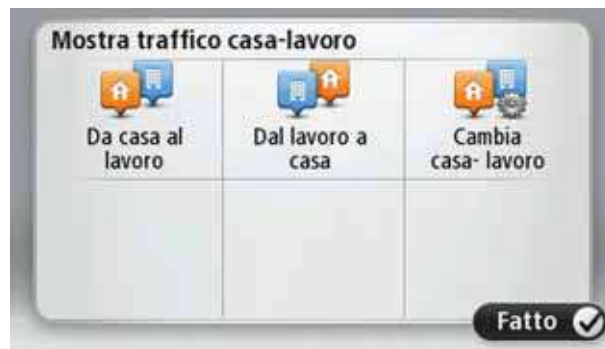 Mostra traffico casa-lavoro
Da casa al
lavoro
Dal lavoro a
casa
Cambia
casa- lavoro
Fatto